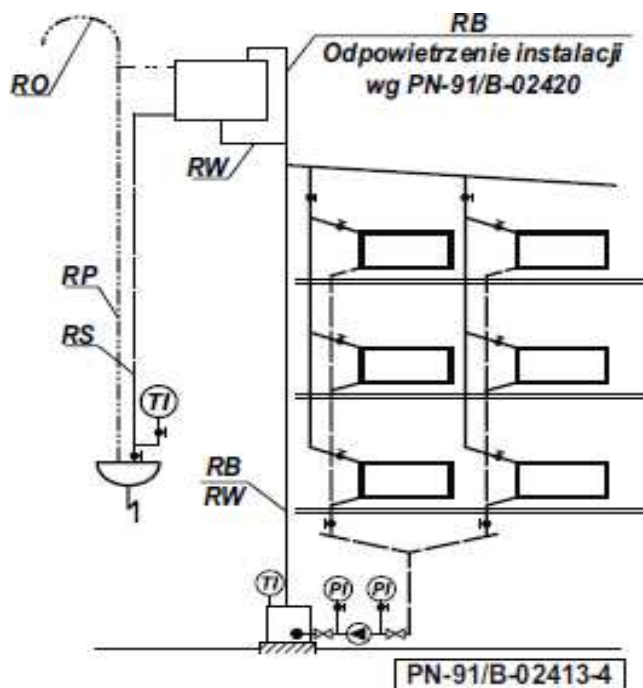 RB
Odpowietrzenie instalacji
wg PN-91/B-02420
RO
RW
RP
RS
TI
RB
RW
TI
PI
PI
PN-91/B-02413-4